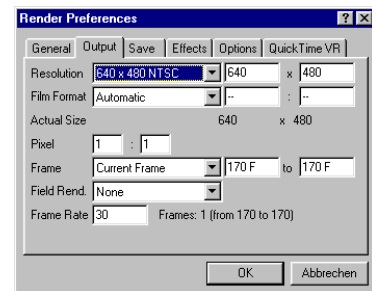 Render Preferences
General Output Save Effects Options QuickTime VR
Resolution 640 x 480 NTSC 640 x 480
Film Format Automatic -- : --
Actual Size 640 x 480
Pixel 1 : 1
Frame Current Frame 170 F to 170 F
Field Rend. None
Frame Rate 30 Frames: 1 (from 170 to 170)
OK Abbrechen